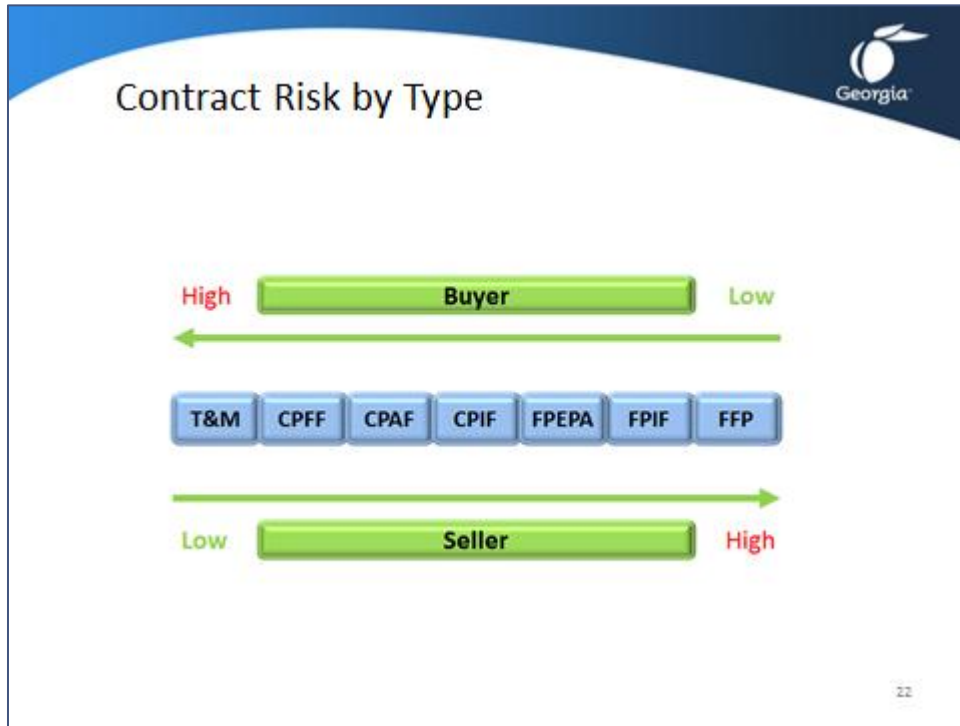 Georgia
Contract Risk by Type
High Buyer Low
T&M CPFF CPAF CPIF FPEPA FPIF FFP
Low Seller High
22